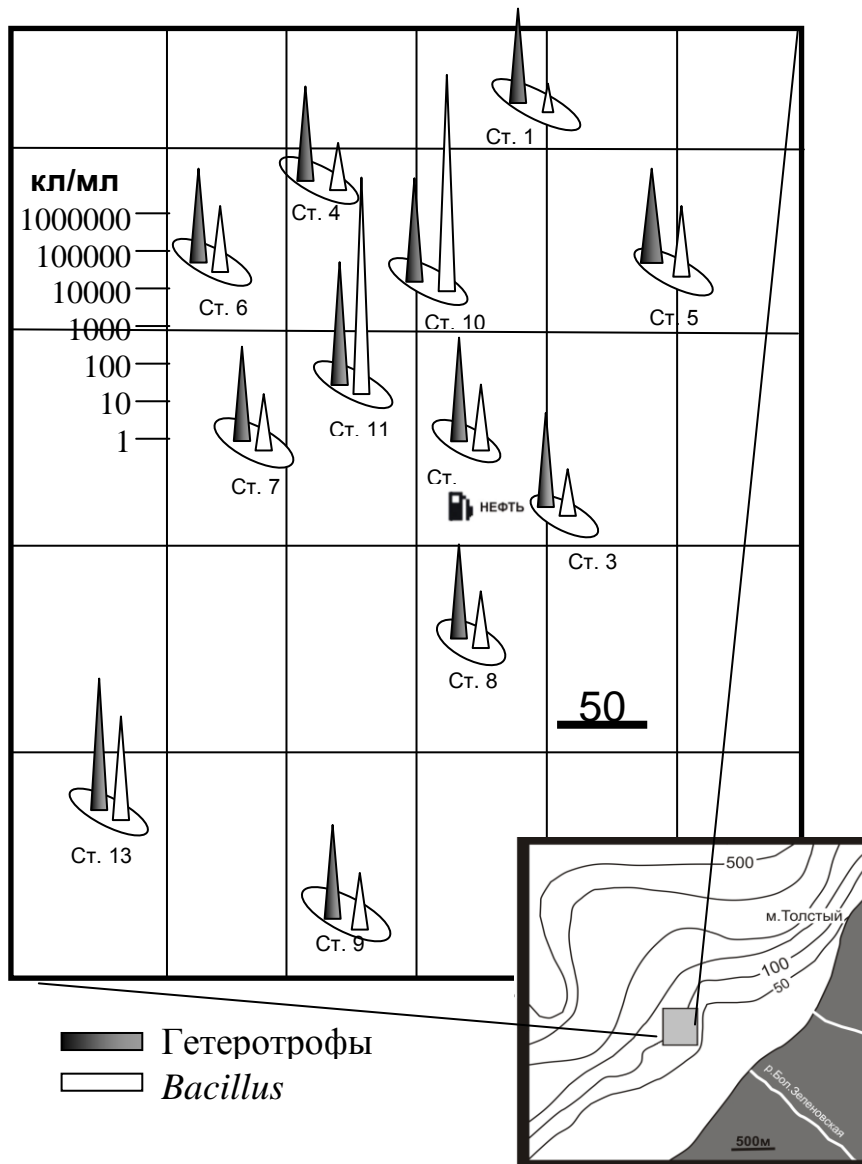 Ст. 1
кл/мл
1000000
100000
10000
1000
100
10
1
Ст. 4
Ст. 6
Ст. 10
Ст. 5
Ст. 7
Ст. 11
Ст.
НЕФТЬ
Ст. 3
Ст. 8
50
Ст. 13
Ст. 9
500
м.Толстый
100
50
р.Бол.Зеленовская
500м
Гетеротрофы
Bacillus